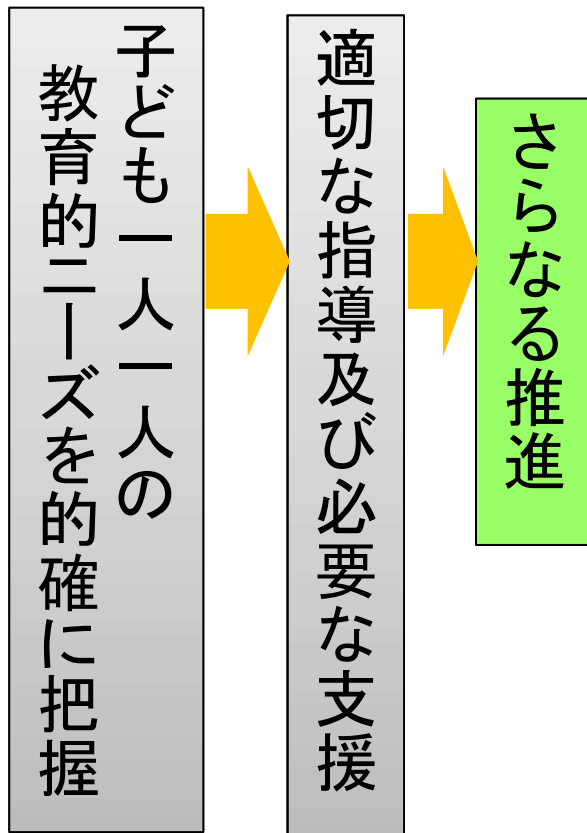 子ども一人一人の
教育的ニーズを的確に把握
適切な指導及び必要な支援
さらなる推進